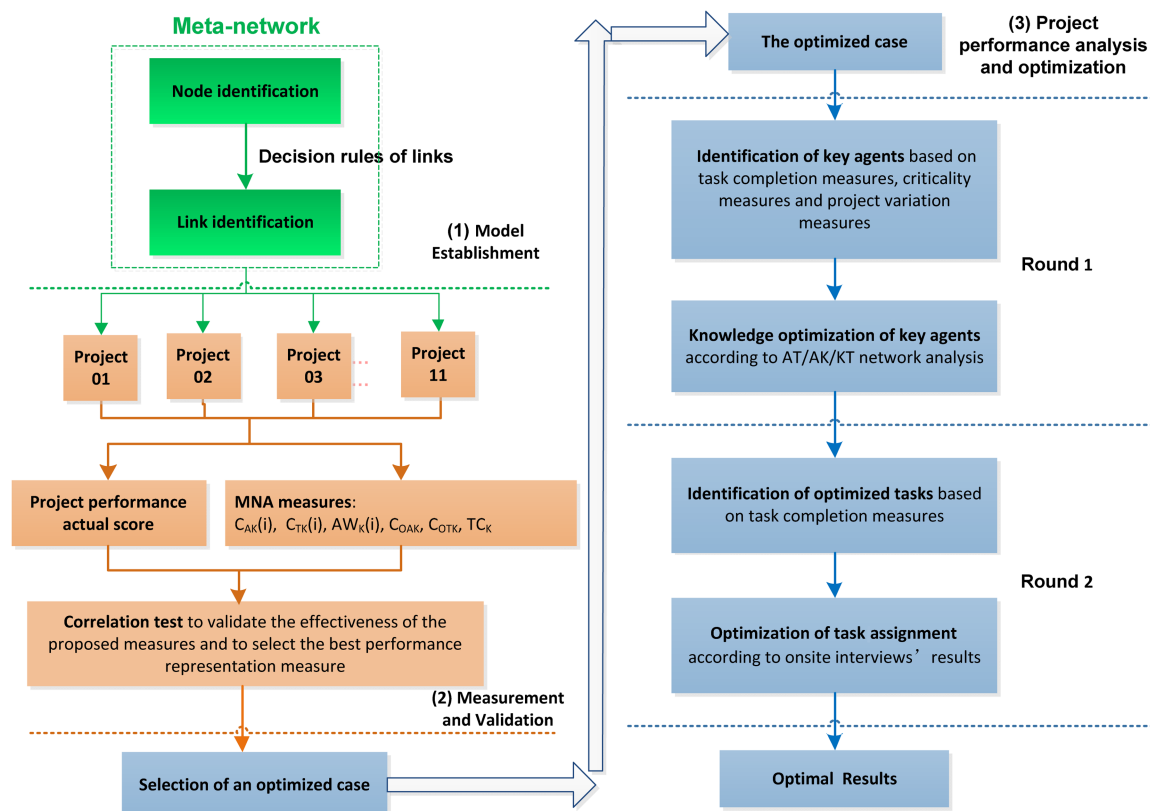 Meta-network
Node identification
Decision rules of links
Link identification
(1) Model
Establishment
Project
01
Project
02
Project
03
...
...
Project
11
Project performance
actual score
MNA measures:
C_AK(i), C_TK(i), AW_K(i), C_OAK, C_OTK, TC_K
Correlation test to validate the effectiveness of the
proposed measures and to select the best performance
representation measure
(2) Measurement
and Validation
Selection of an optimized case
The optimized case
(3) Project
performance analysis
and optimization
Identification of key agents based on
task completion measures, criticality
measures and project variation
measures
Round 1
Knowledge optimization of key agents
according to AT/AK/KT network analysis
Identification of optimized tasks based
on task completion measures
Round 2
Optimization of task assignment
according to onsite interviews’ results
Optimal Results